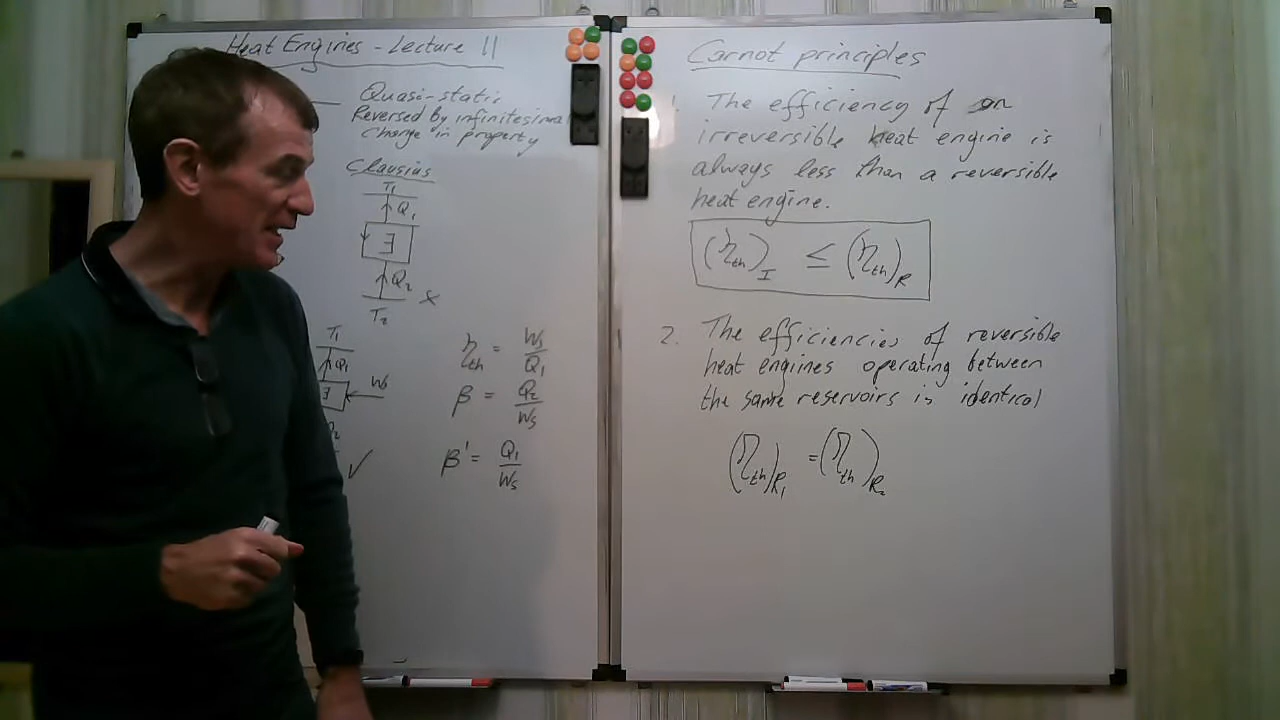 Heat Engines - Lecture 11
Quasi-static
Reversed by infinitesimal
change in property
Clausius
T₁
Q₁
E
Q₂
T₂ ×
T₁
Q₁
E
W
2
✓
η_th = Ws/Q₁
β = Q₂/Ws
β' = Q₁/Ws
Carnot principles
1. The efficiency of an
irreversible heat engine is
always less than a reversible
heat engine.
(η_th)_I ≤ (η_th)_R
2. The efficiencies of reversible
heat engines operating between
the same reservoirs is identical
(η_th)_R₁ = (η_th)_R₂